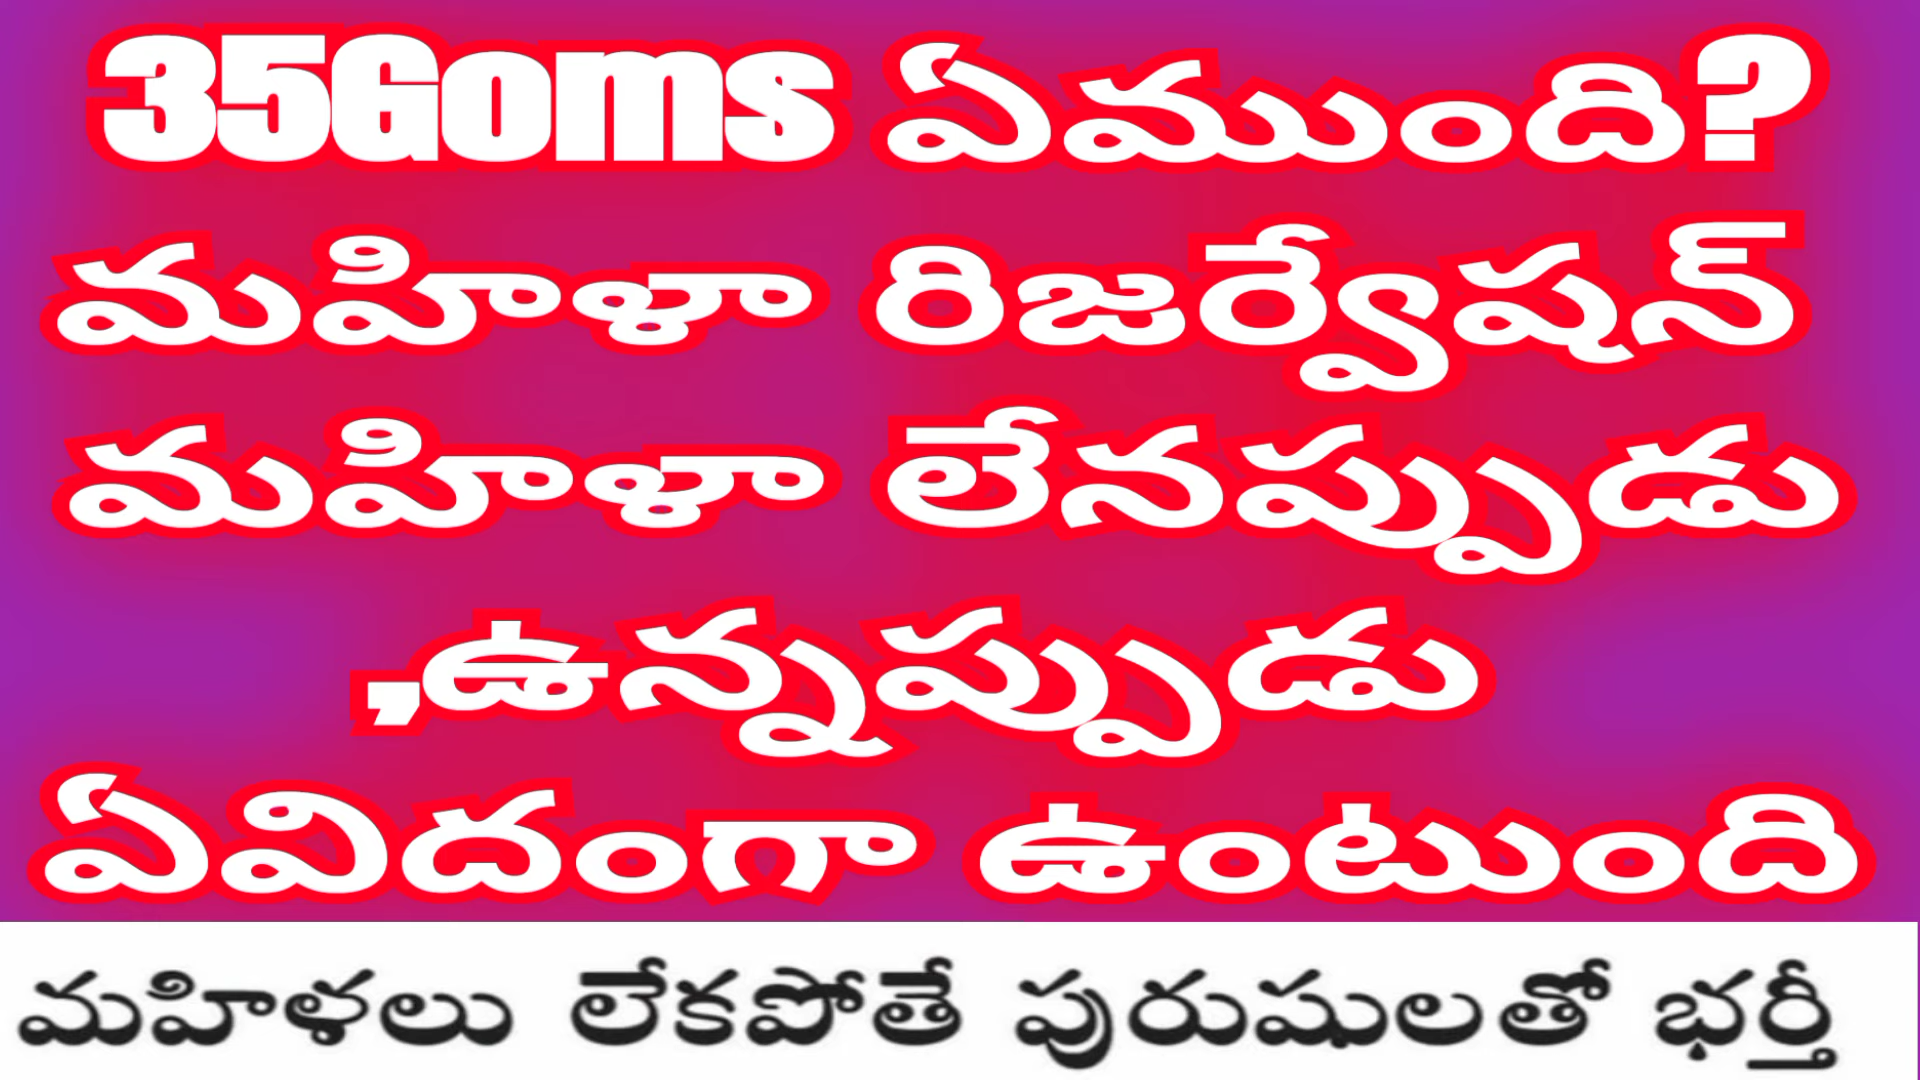 35Goms ఏముంది?
మహిళా రిజర్వేషన్
మహిళా లేనప్పుడు
,ఉన్నప్పుడు
ఏవిదంగా ఉంటుంది
మహిళలు లేకపోతే పురుషులతో భర్తీ